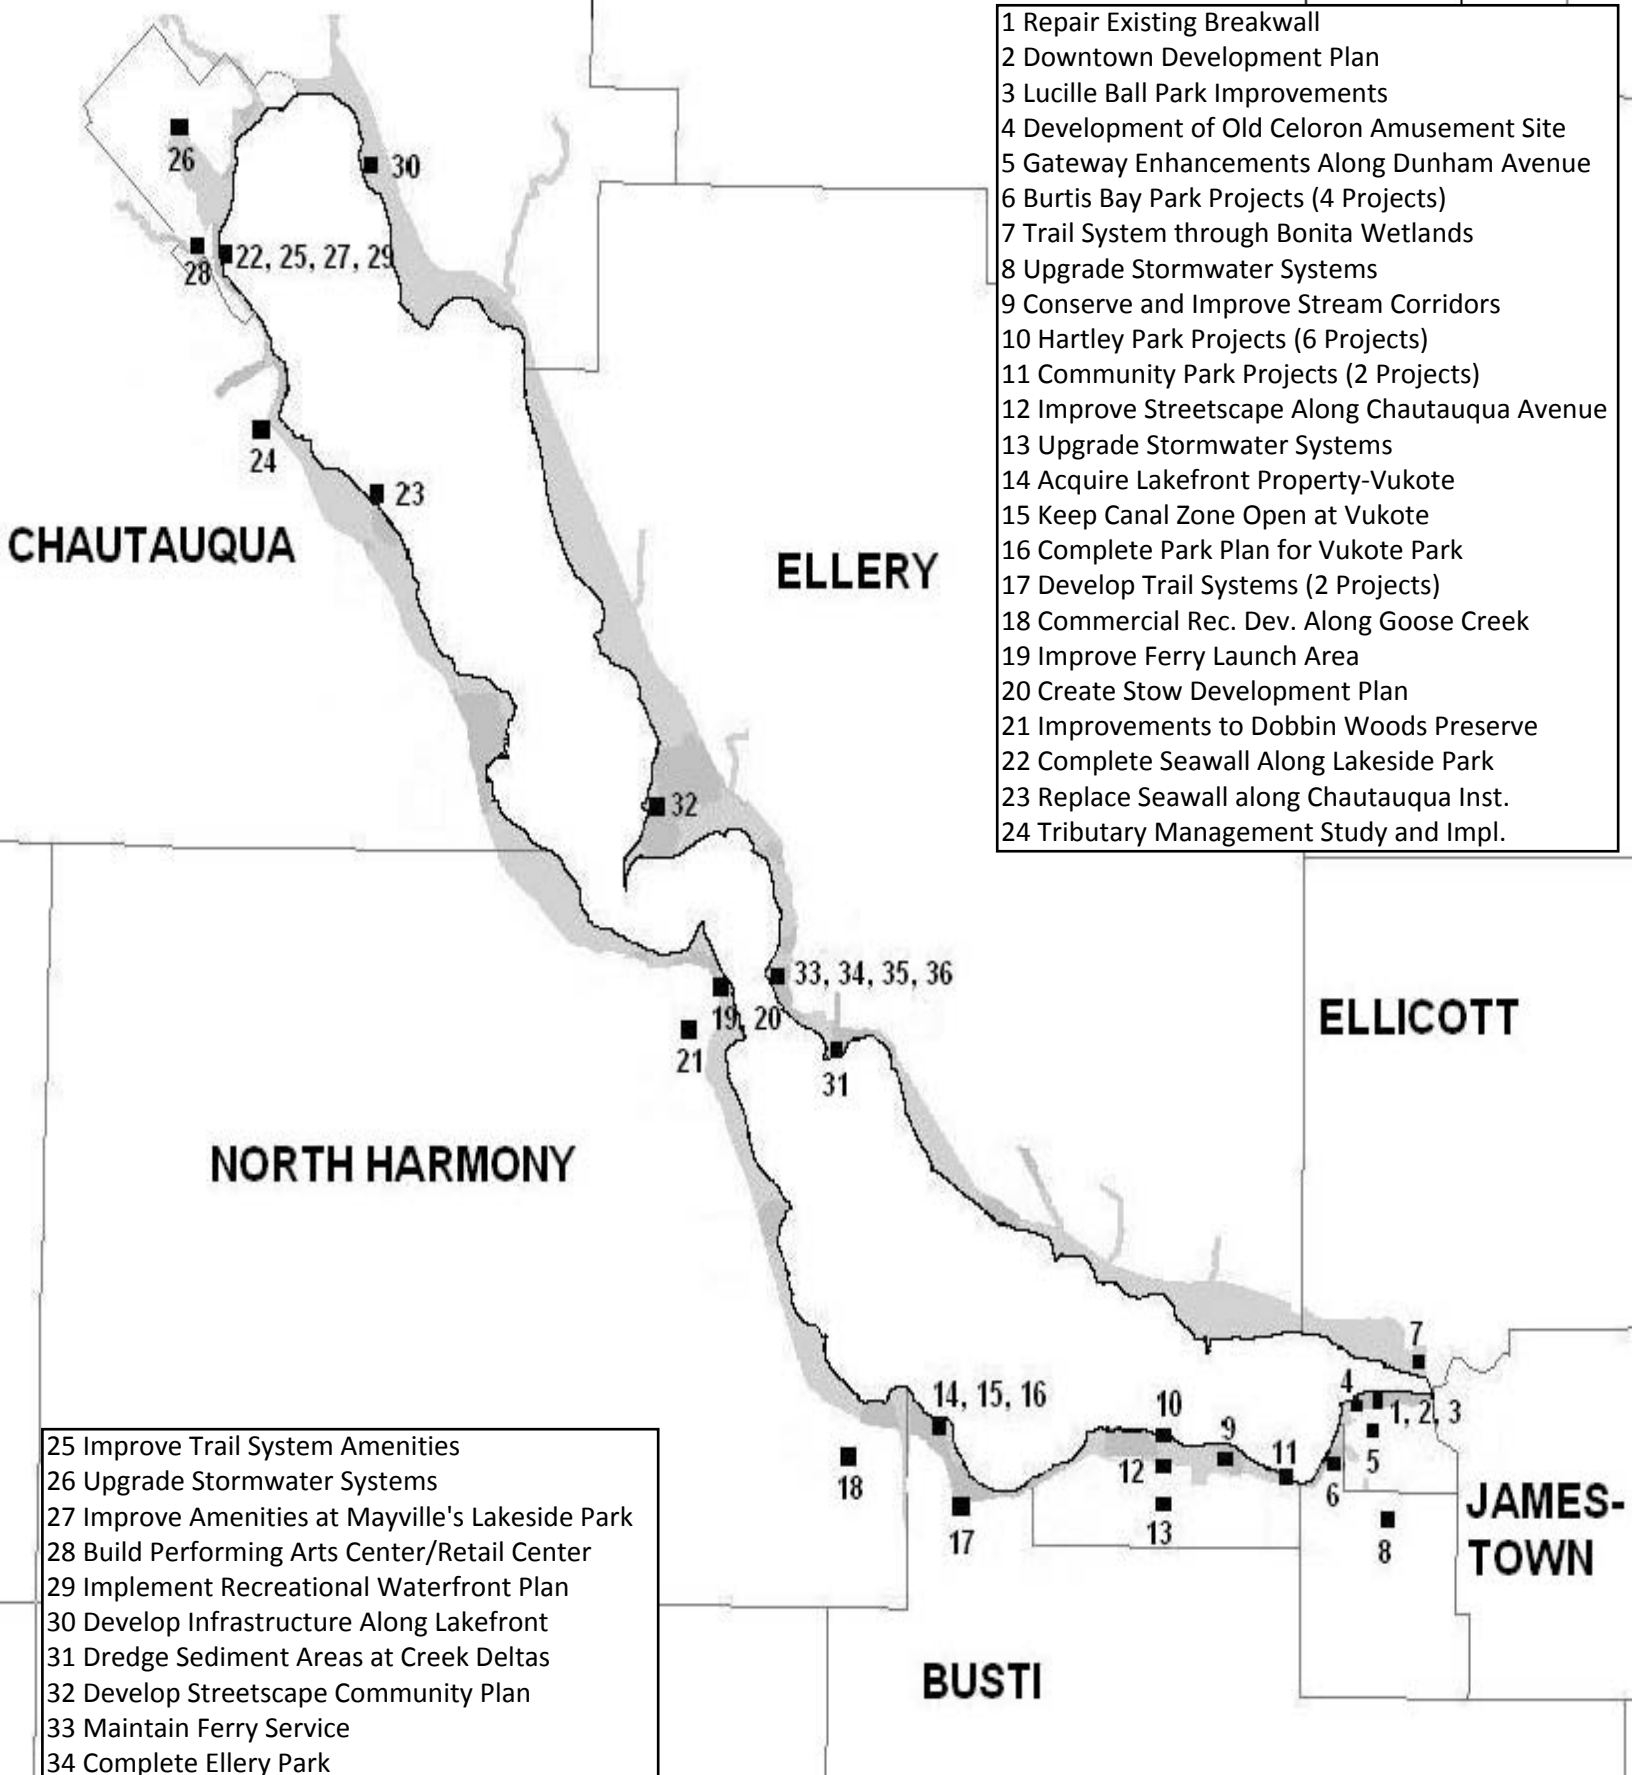 1 Repair Existing Breakwall
2 Downtown Development Plan
3 Lucille Ball Park Improvements
4 Development of Old Celoron Amusement Site
5 Gateway Enhancements Along Dunham Avenue
6 Burtis Bay Park Projects (4 Projects)
7 Trail System through Bonita Wetlands
8 Upgrade Stormwater Systems
9 Conserve and Improve Stream Corridors
10 Hartley Park Projects (6 Projects)
11 Community Park Projects (2 Projects)
12 Improve Streetscape Along Chautauqua Avenue
13 Upgrade Stormwater Systems
14 Acquire Lakefront Property-Vukote
15 Keep Canal Zone Open at Vukote
16 Complete Park Plan for Vukote Park
17 Develop Trail Systems (2 Projects)
18 Commercial Rec. Dev. Along Goose Creek
19 Improve Ferry Launch Area
20 Create Stow Development Plan
21 Improvements to Dobbin Woods Preserve
22 Complete Seawall Along Lakeside Park
23 Replace Seawall along Chautauqua Inst.
24 Tributary Management Study and Impl.
26
30
28
22, 25, 27, 29
24
23
CHAUTAUQUA
ELLERY
32
33, 34, 35, 36
19, 20
21
31
ELLICOTT
NORTH HARMONY
7
4
1, 2, 3
14, 15, 16
10
9
11
12
5
6
18
17
13
8
JAMES-
TOWN
BUSTI
25 Improve Trail System Amenities
26 Upgrade Stormwater Systems
27 Improve Amenities at Mayville's Lakeside Park
28 Build Performing Arts Center/Retail Center
29 Implement Recreational Waterfront Plan
30 Develop Infrastructure Along Lakefront
31 Dredge Sediment Areas at Creek Deltas
32 Develop Streetscape Community Plan
33 Maintain Ferry Service
34 Complete Ellery Park